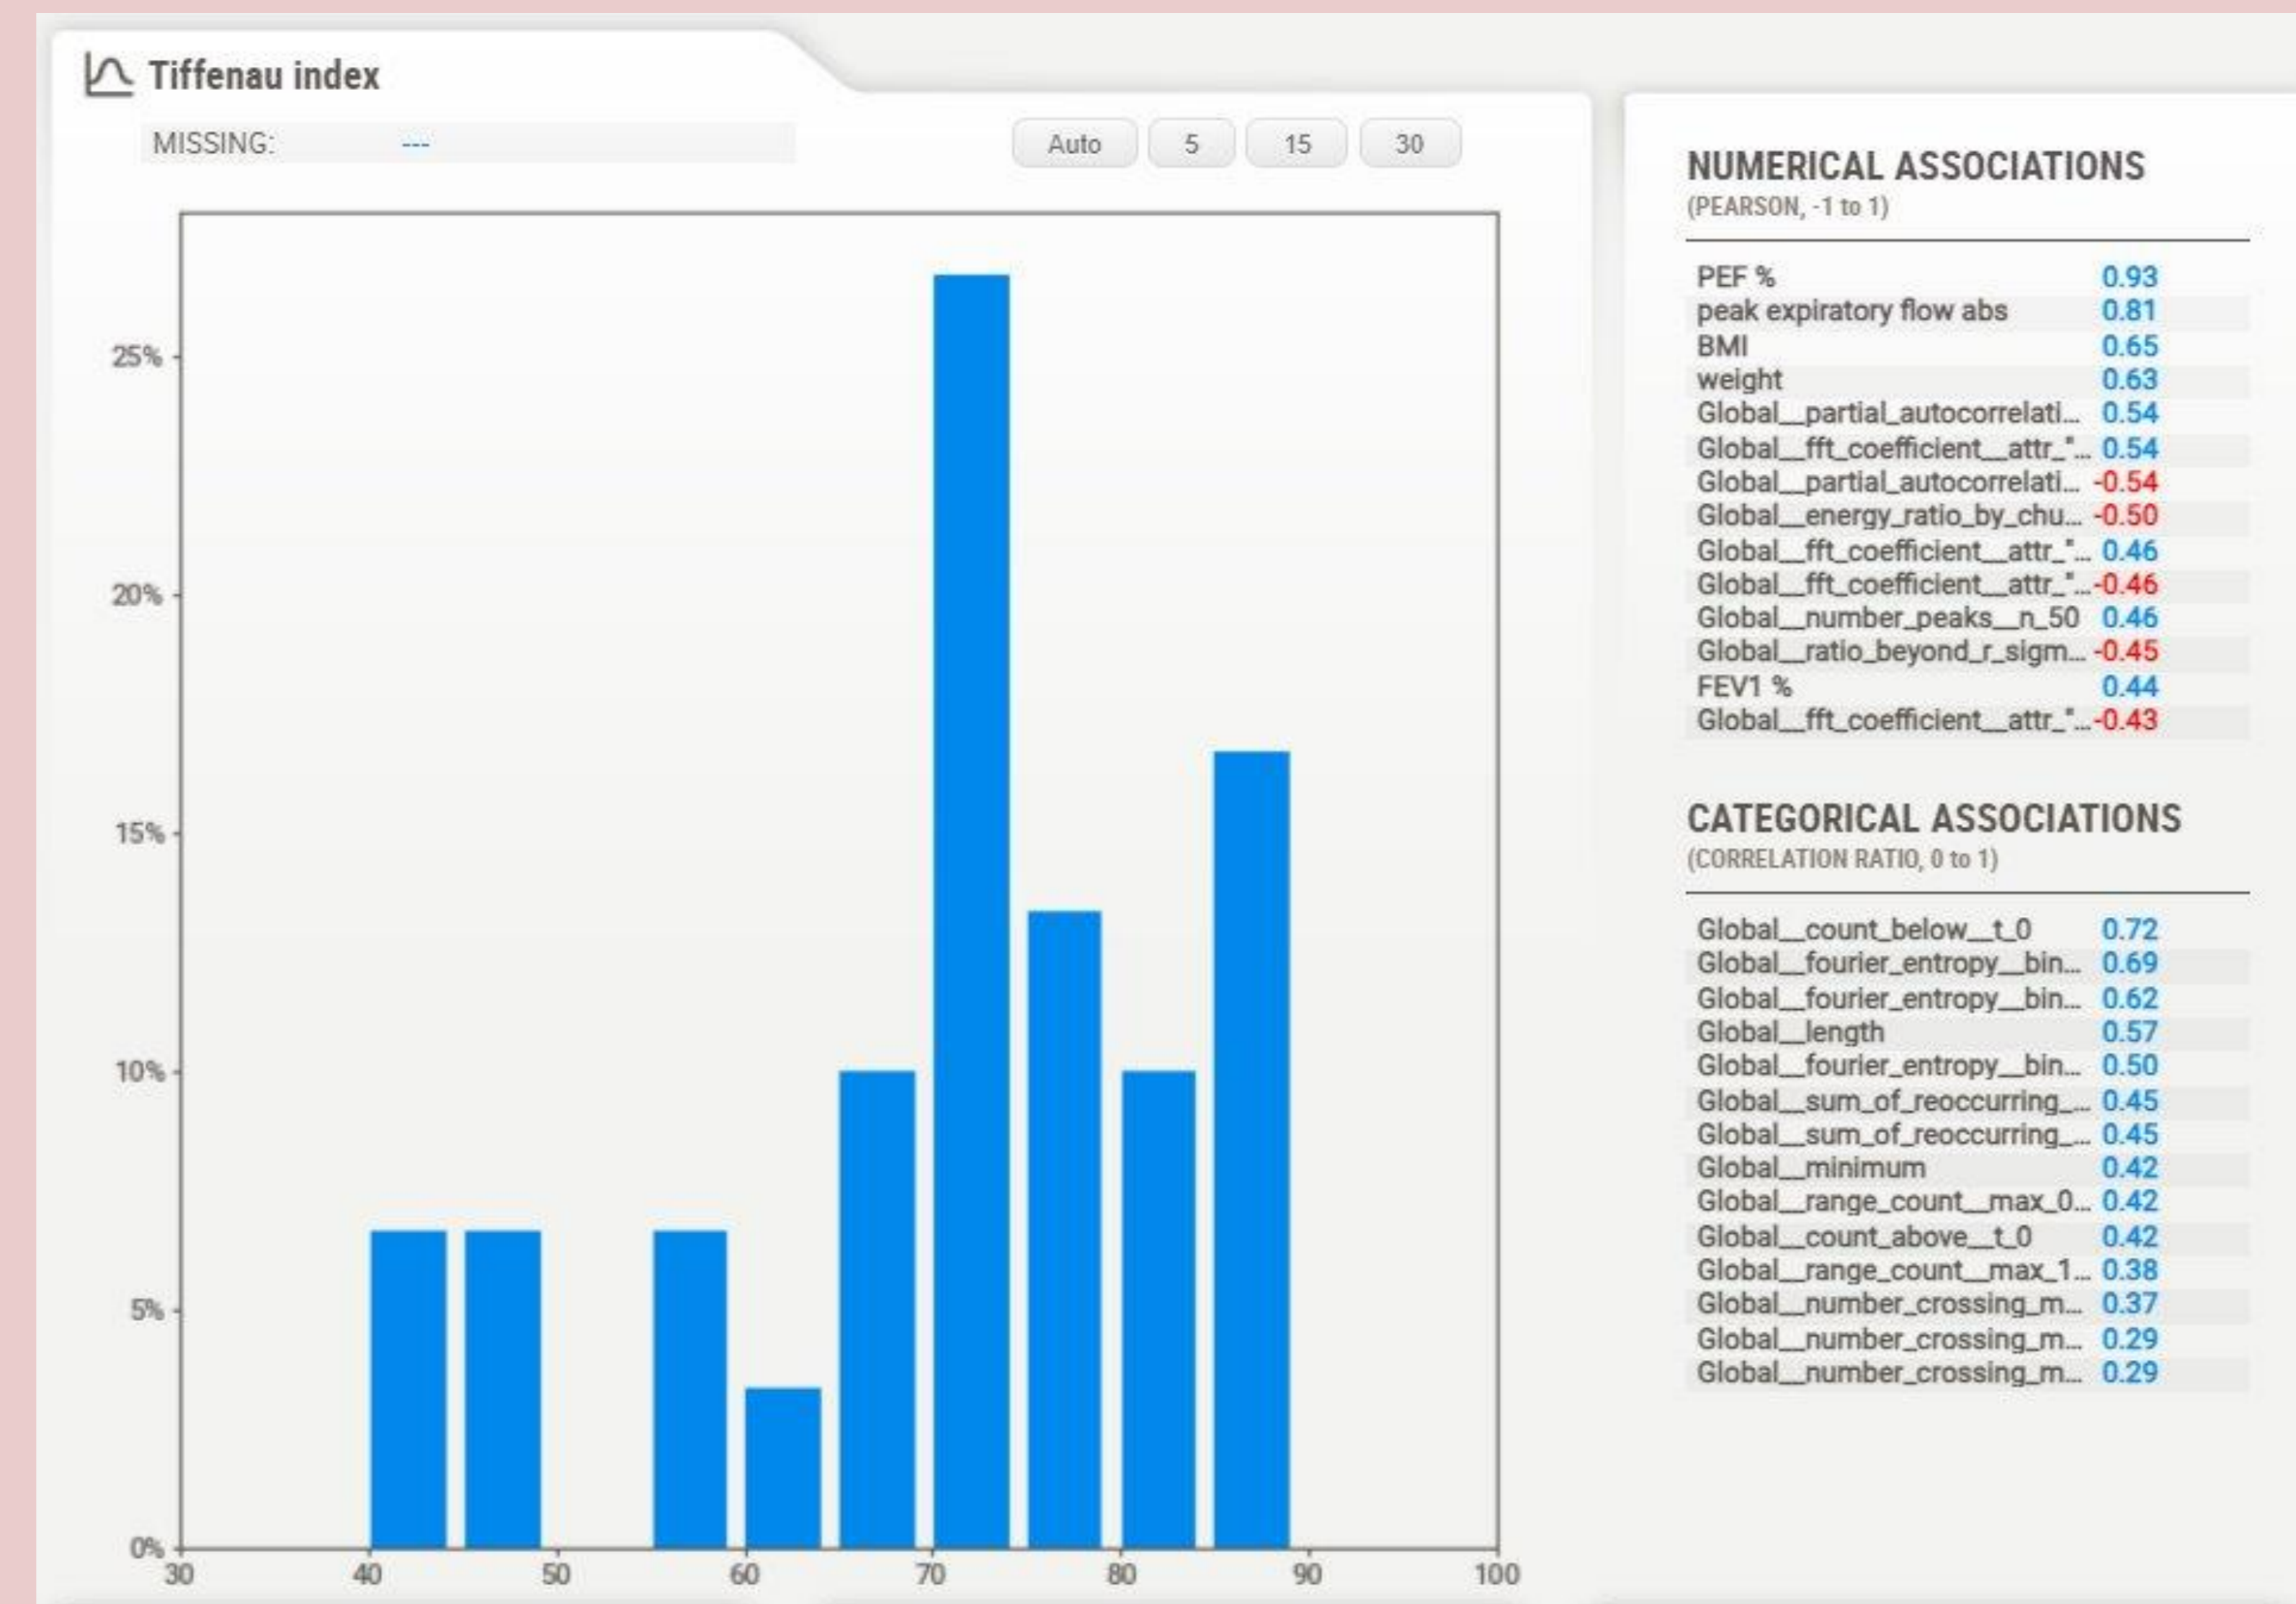 Tiffenau index
MISSING: ---
Auto 5 15 30
25%
20%
15%
10%
5%
0%
30 40 50 60 70 80 90 100
NUMERICAL ASSOCIATIONS
(PEARSON, -1 to 1)
PEF % 0.93
peak expiratory flow abs 0.81
BMI 0.65
weight 0.63
Global__partial_autocorrelati... 0.54
Global__fft_coefficient__attr_"... 0.54
Global__partial_autocorrelati... -0.54
Global__energy_ratio_by_chu... -0.50
Global__fft_coefficient__attr_"... 0.46
Global__fft_coefficient__attr_"... -0.46
Global__number_peaks__n_50 0.46
Global__ratio_beyond_r_sigm... -0.45
FEV1 % 0.44
Global__fft_coefficient__attr_"... -0.43
CATEGORICAL ASSOCIATIONS
(CORRELATION RATIO, 0 to 1)
Global__count_below__t_0 0.72
Global__fourier_entropy__bin... 0.69
Global__fourier_entropy__bin... 0.62
Global__length 0.57
Global__fourier_entropy__bin... 0.50
Global__sum_of_reoccurring_... 0.45
Global__sum_of_reoccurring_... 0.45
Global__minimum 0.42
Global__range_count__max_0... 0.42
Global__count_above__t_0 0.42
Global__range_count__max_1... 0.38
Global__number_crossing_m... 0.37
Global__number_crossing_m... 0.29
Global__number_crossing_m... 0.29